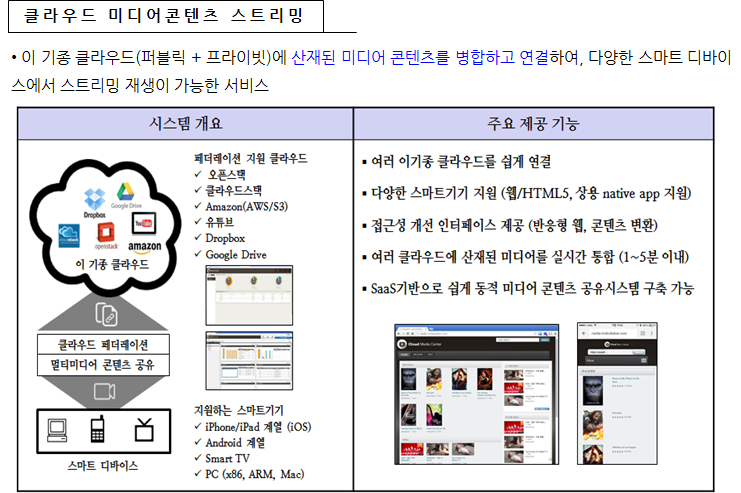 클라우드 미디어콘텐츠 스트리밍
• 이 기종 클라우드(퍼블릭 + 프라이빗)에 산재된 미디어 콘텐츠를 병합하고 연결하여, 다양한 스마트 디바이
스에서 스트리밍 재생이 가능한 서비스
시스템 개요
주요 제공 기능
Dropbox
Google Drive
cloudstack
openstack
You Tube
amazon
이 기종 클라우드
클라우드 페더레이션
멀티미디어 콘텐츠 공유
스마트 디바이스
페더레이션 지원 클라우드
✓ 오픈스택
✓ 클라우드스택
✓ Amazon(AWS/S3)
✓ 유튜브
✓ Dropbox
✓ Google Drive
지원하는 스마트기기
✓ iPhone/iPad 계열 (iOS)
✓ Android 계열
✓ Smart TV
✓ PC (x86, ARM, Mac)
▪ 여러 이기종 클라우드를 쉽게 연결
▪ 다양한 스마트기기 지원 (웹/HTML5, 상용 native app 지원)
▪ 접근성 개선 인터페이스 제공 (반응형 웹, 콘텐츠 변환)
▪ 여러 클라우드에 산재된 미디어를 실시간 통합 (1~5분 이내)
▪ SaaS기반으로 쉽게 동적 미디어 콘텐츠 공유시스템 구축 가능
Cloud Media Center